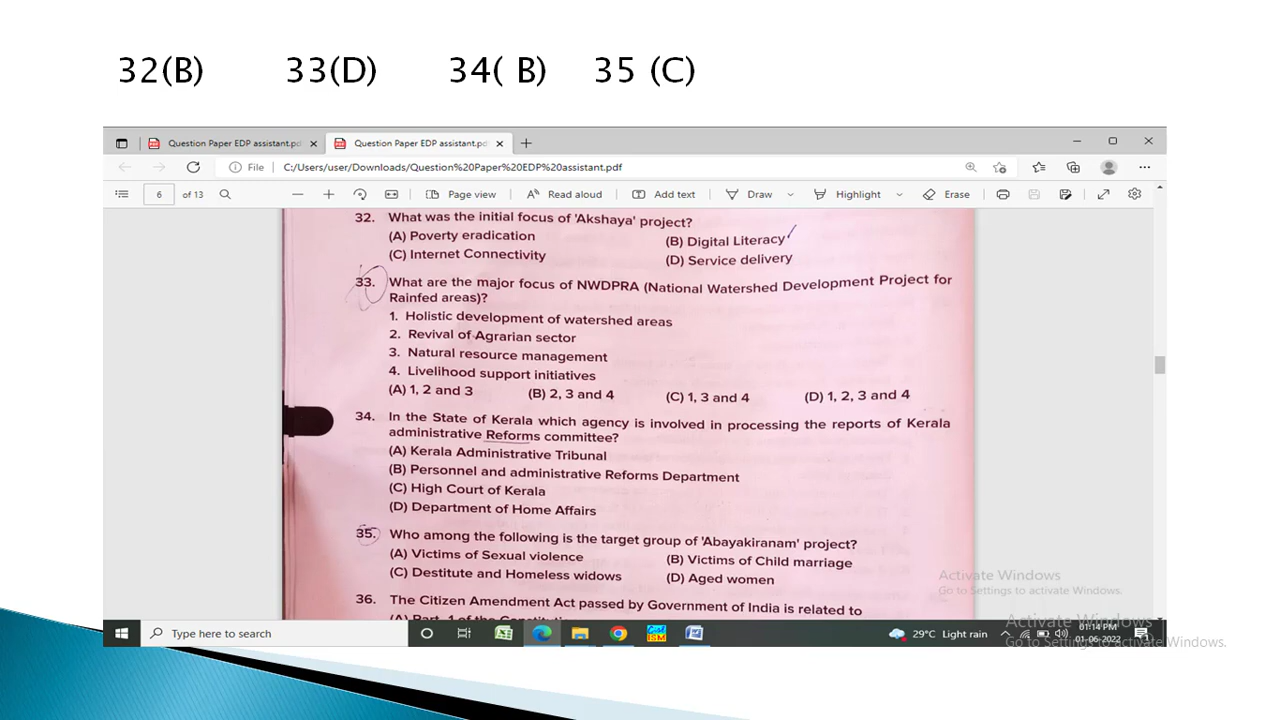 32(B) 33(D) 34( B) 35 (C)
Question Paper EDP assistant.pd
Question Paper EDP assistant.pd
File C:/Users/user/Downloads/Question%20Paper%20EDP%20assistant.pdf
6 of 13 Page view Read aloud Add text Draw Highlight Erase
32. What was the initial focus of 'Akshaya' project?
(A) Poverty eradication (B) Digital Literacy
(C) Internet Connectivity (D) Service delivery
33. What are the major focus of NWDPRA (National Watershed Development Project for
Rainfed areas)?
1. Holistic development of watershed areas
2. Revival of Agrarian sector
3. Natural resource management
4. Livelihood support initiatives
(A) 1, 2 and 3 (B) 2, 3 and 4 (C) 1, 3 and 4 (D) 1, 2, 3 and 4
34. In the State of Kerala which agency is involved in processing the reports of Kerala
administrative Reforms committee?
(A) Kerala Administrative Tribunal
(B) Personnel and administrative Reforms Department
(C) High Court of Kerala
(D) Department of Home Affairs
35. Who among the following is the target group of 'Abayakiranam' project?
(A) Victims of Sexual violence (B) Victims of Child marriage
(C) Destitute and Homeless widows (D) Aged women
36. The Citizen Amendment Act passed by Government of India is related to
Activate Windows
Go to Settings to activate Windows.
Activate Windows
Go to Settings to activate Windows.
Type here to search 29°C Light rain 01:14 PM
01-06-2022